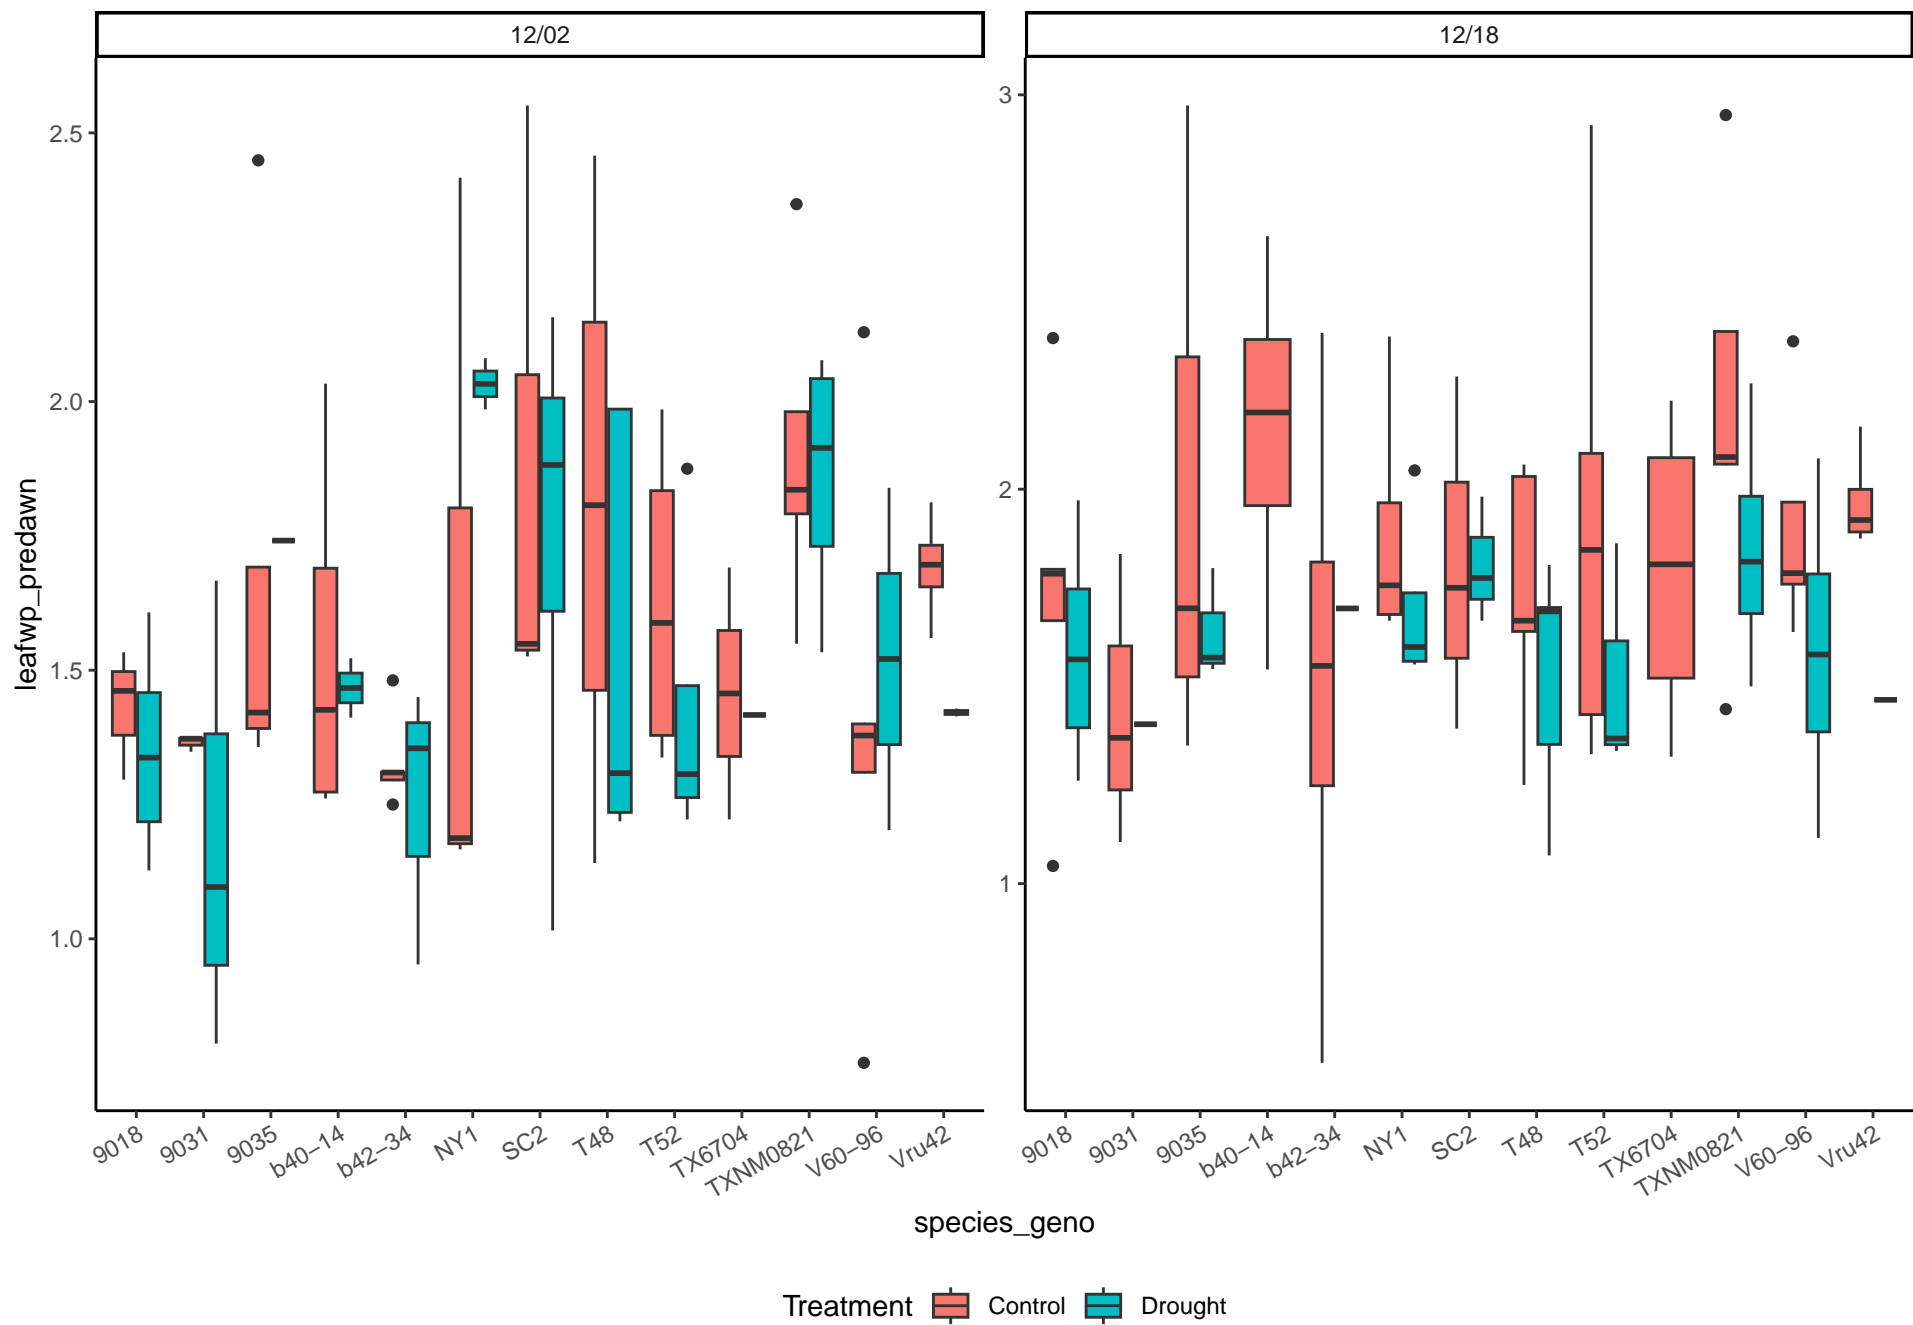 12/02
12/18
leafwp_predawn
2.5
2.0
1.5
1.0
3
2
1
9018
9031
9035
b40−14
b42−34
NY1
SC2
T48
T52
TX6704
TXNM0821
V60−96
Vru42
9018
9031
9035
b40−14
b42−34
NY1
SC2
T48
T52
TX6704
TXNM0821
V60−96
Vru42
species_geno
Treatment Control Drought